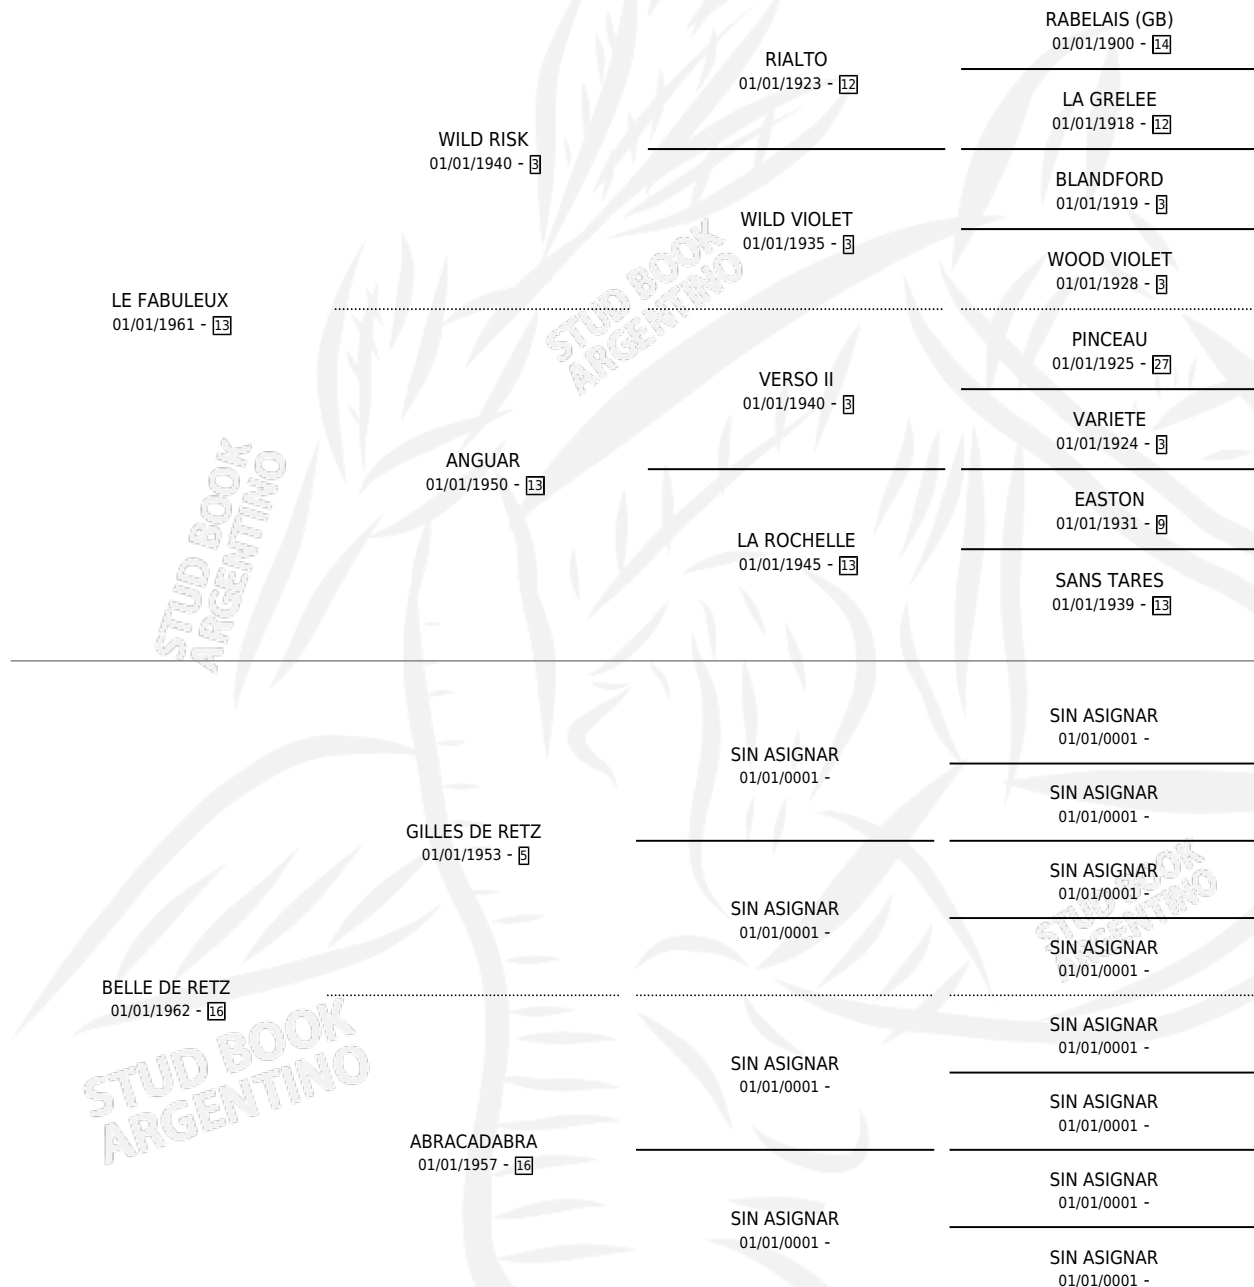 RABELAIS (GB)
01/01/1900 - 14
RIALTO
01/01/1923 - 12
LA GRELEE
01/01/1918 - 12
WILD RISK
01/01/1940 - 3
BLANDFORD
01/01/1919 - 3
WILD VIOLET
01/01/1935 - 3
WOOD VIOLET
01/01/1928 - 3
LE FABULEUX
01/01/1961 - 13
PINCEAU
01/01/1925 - 27
VERSO II
01/01/1940 - 3
VARIETE
01/01/1924 - 3
ANGUAR
01/01/1950 - 13
EASTON
01/01/1931 - 9
LA ROCHELLE
01/01/1945 - 13
SANS TARES
01/01/1939 - 13
STUD BOOK
ARGENTINO
STUD BOOK
ARGENTINO
SIN ASIGNAR
01/01/0001 -
SIN ASIGNAR
01/01/0001 -
SIN ASIGNAR
01/01/0001 -
GILLES DE RETZ
01/01/1953 - 5
SIN ASIGNAR
01/01/0001 -
SIN ASIGNAR
01/01/0001 -
SIN ASIGNAR
01/01/0001 -
STUD BOOK
ARGENTINO
BELLE DE RETZ
01/01/1962 - 16
SIN ASIGNAR
01/01/0001 -
SIN ASIGNAR
01/01/0001 -
SIN ASIGNAR
01/01/0001 -
ABRACADABRA
01/01/1957 - 16
SIN ASIGNAR
01/01/0001 -
SIN ASIGNAR
01/01/0001 -
SIN ASIGNAR
01/01/0001 -
STUD BOOK
ARGENTINO